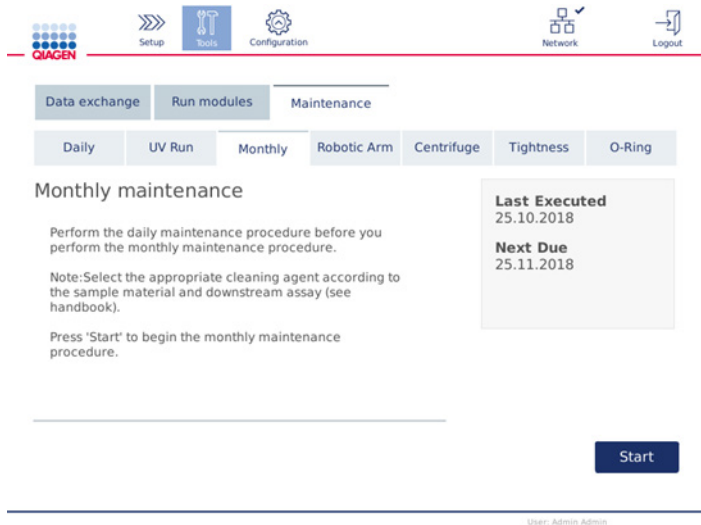 QIAGEN
Setup
Tools
Configuration
Network
Logout
Data exchange
Run modules
Maintenance
Daily
UV Run
Monthly
Robotic Arm
Centrifuge
Tightness
O-Ring
Monthly maintenance
Perform the daily maintenance procedure before you
perform the monthly maintenance procedure.
Note:Select the appropriate cleaning agent according to
the sample material and downstream assay (see
handbook).
Press 'Start' to begin the monthly maintenance
procedure.
Last Executed
25.10.2018
Next Due
25.11.2018
Start
User: Admin Admin